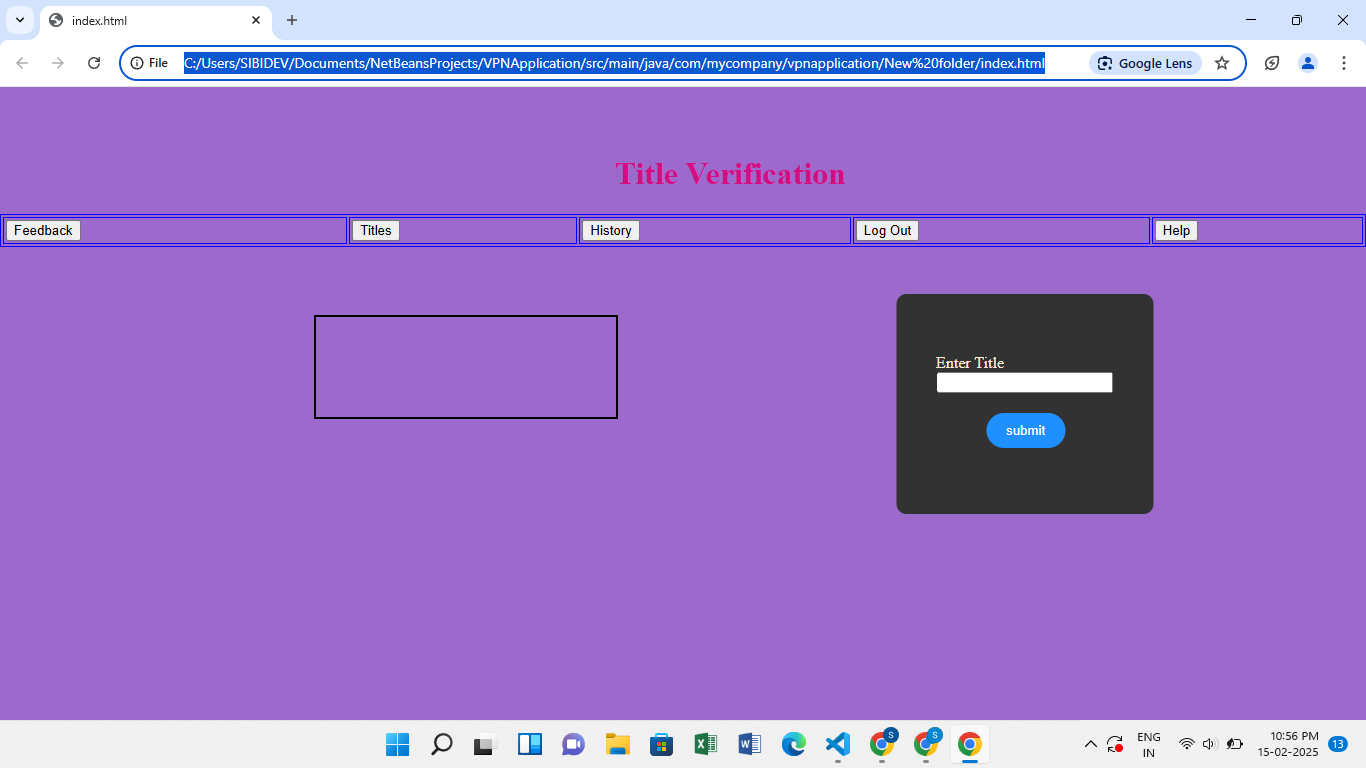 index.html
File C:/Users/SIBIDEV/Documents/NetBeansProjects/VPNApplication/src/main/java/com/mycompany/vpnapplication/New%20folder/index.html Google Lens
Title Verification
Feedback Titles History Log Out Help
Enter Title
submit
S S
ENG
IN
10:56 PM
15-02-2025
13